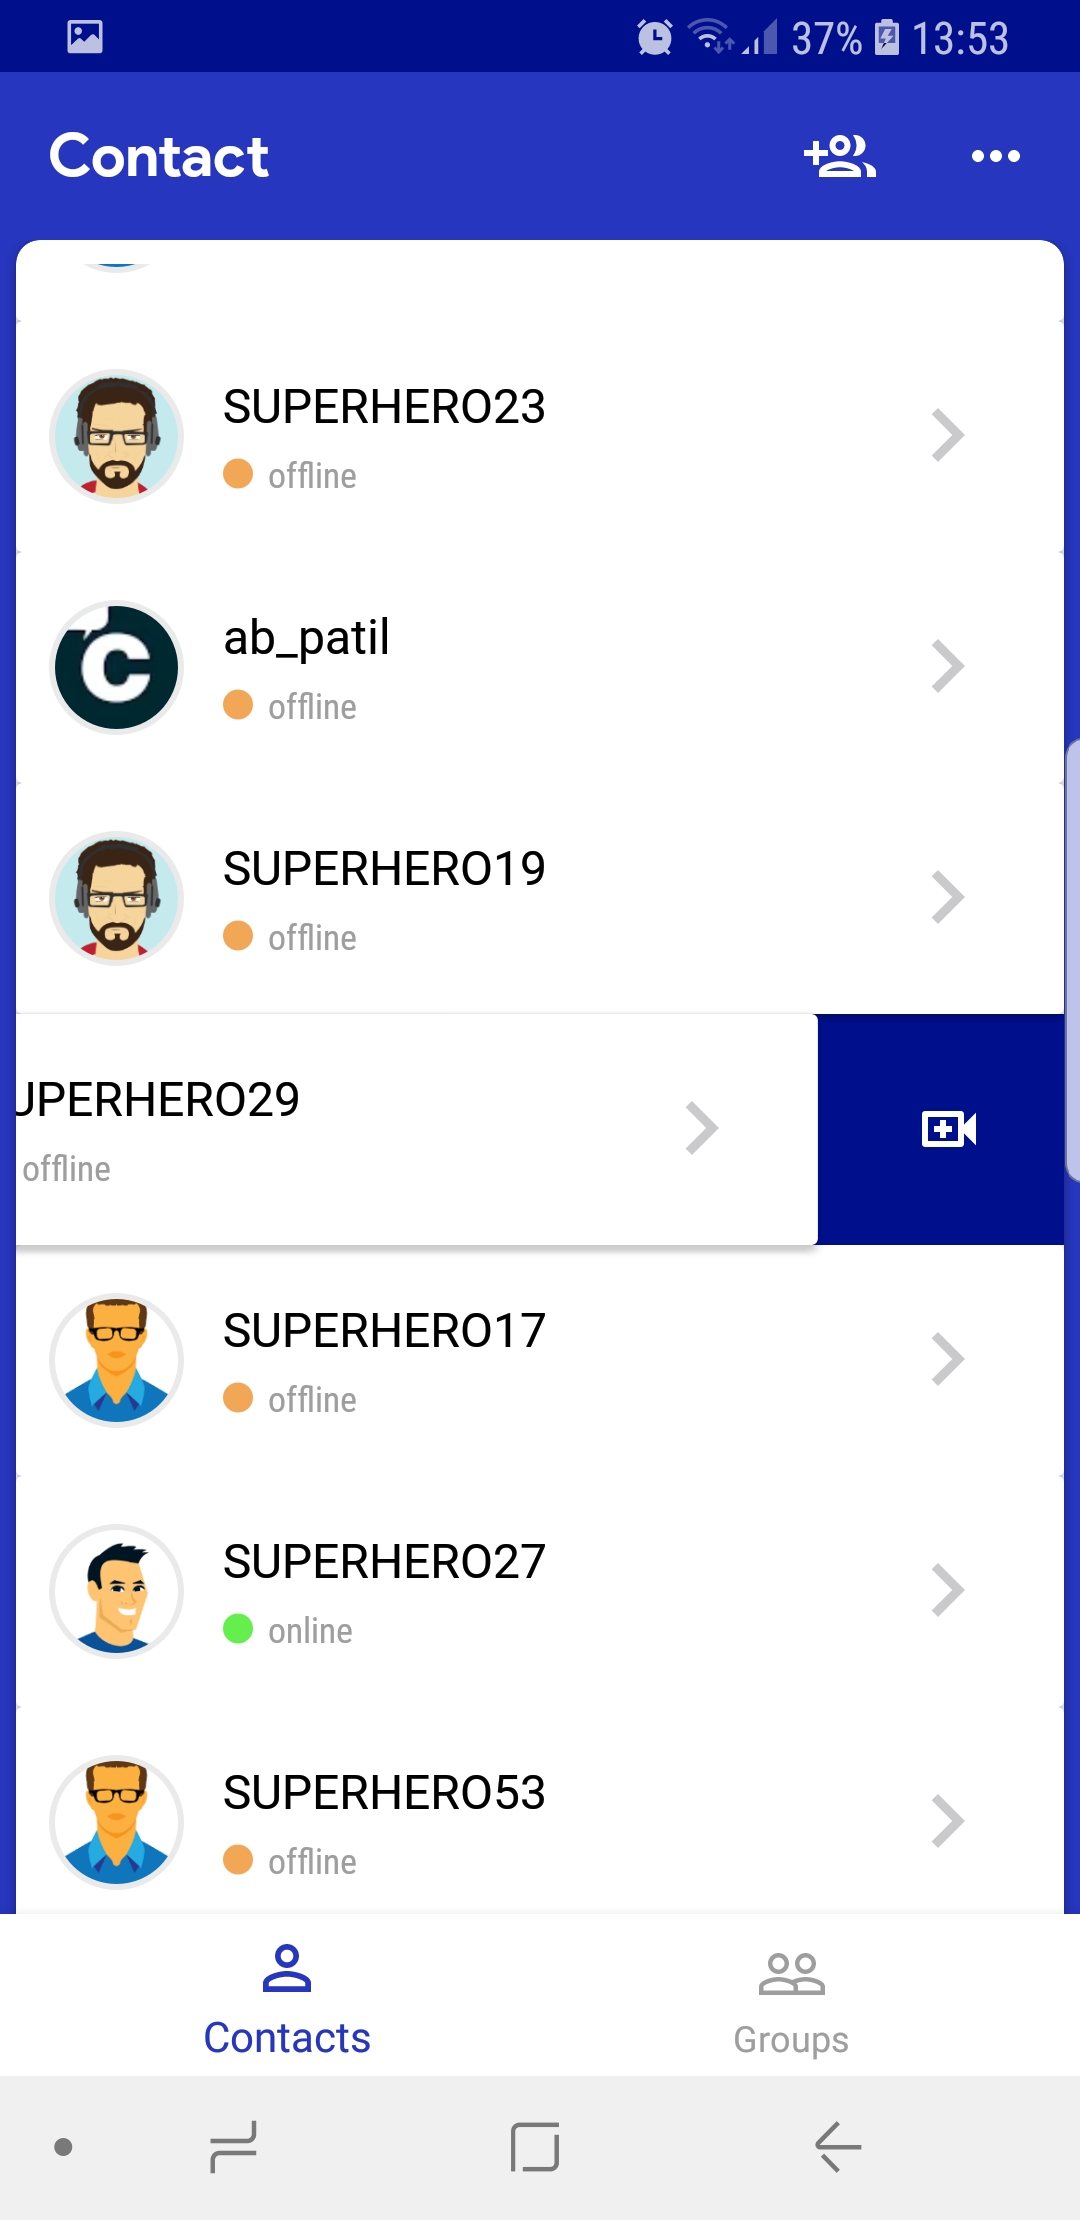 37% 13:53
Contact
SUPERHERO23
offline
ab_patil
offline
SUPERHERO19
offline
UPERHERO29
offline
SUPERHERO17
offline
SUPERHERO27
online
SUPERHERO53
offline
Contacts
Groups